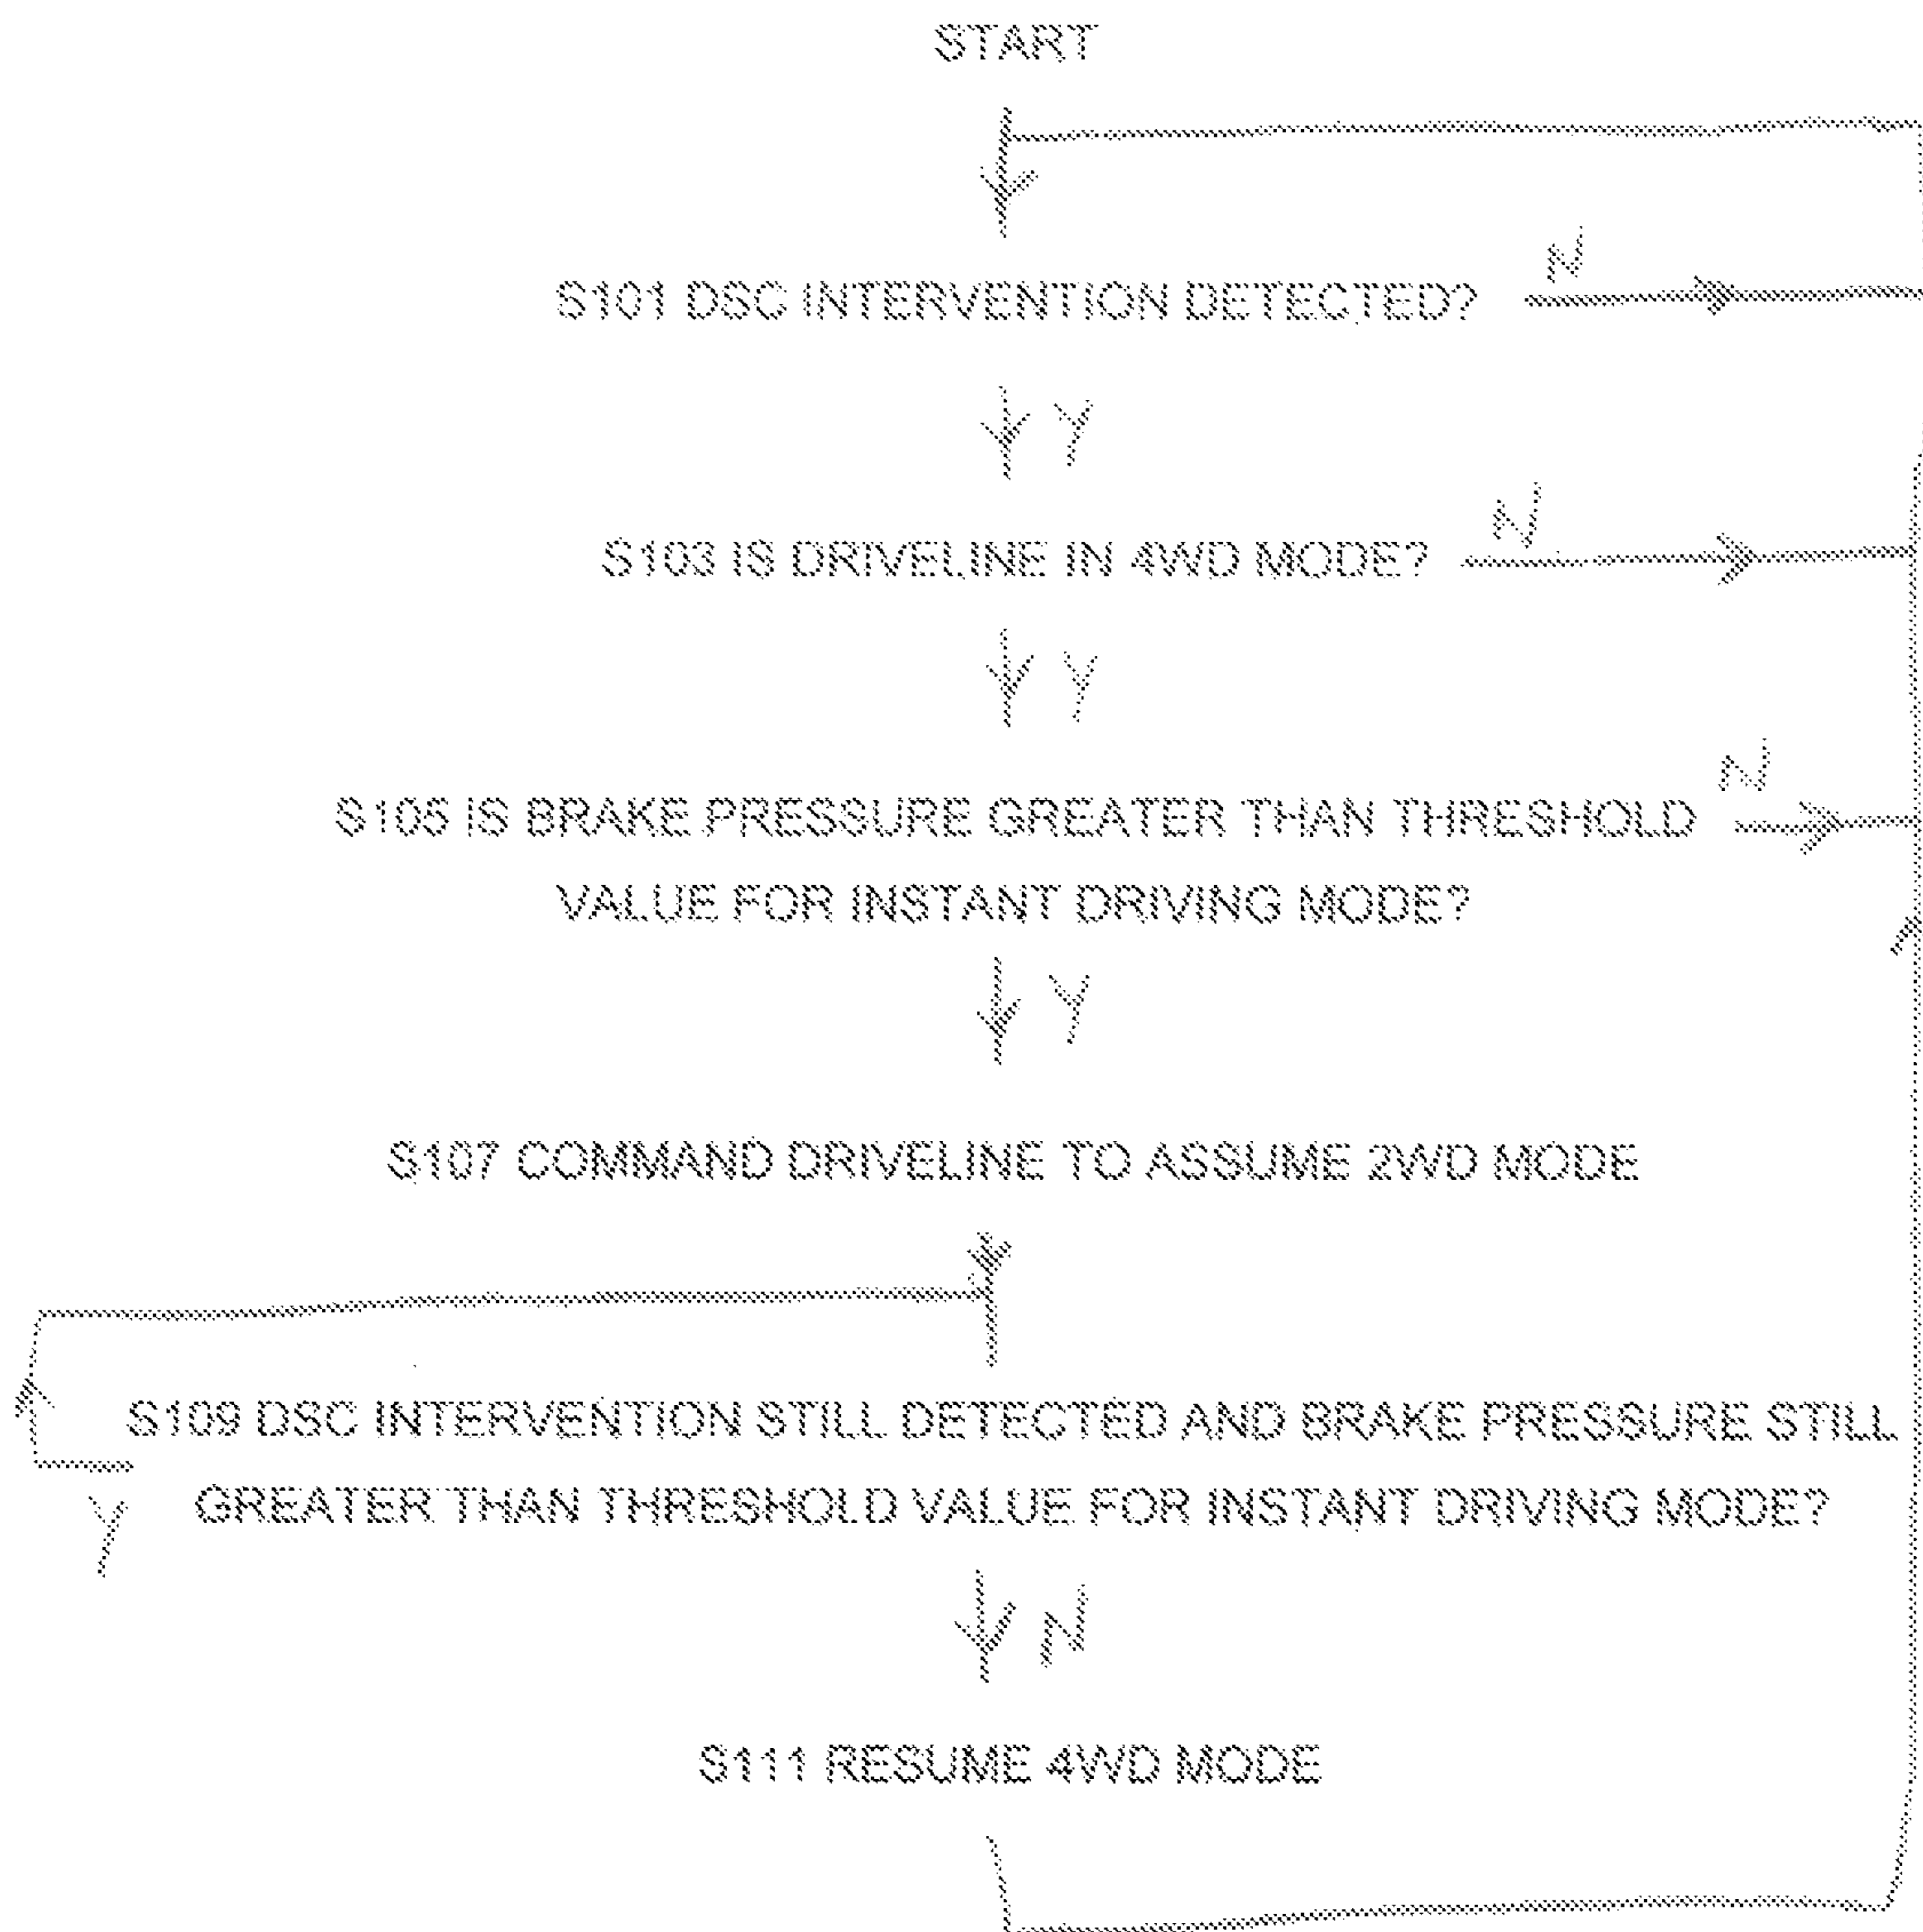 START
S101 DSC INTERVENTION DETECTED?
N
Y
S103 IS DRIVELINE IN 4WD MODE?
N
Y
S105 IS BRAKE PRESSURE GREATER THAN THRESHOLD
N
VALUE FOR INSTANT DRIVING MODE?
Y
S107 COMMAND DRIVELINE TO ASSUME 2WD MODE
S109 DSC INTERVENTION STILL DETECTED AND BRAKE PRESSURE STILL
GREATER THAN THRESHOLD VALUE FOR INSTANT DRIVING MODE?
Y
N
S111 RESUME 4WD MODE